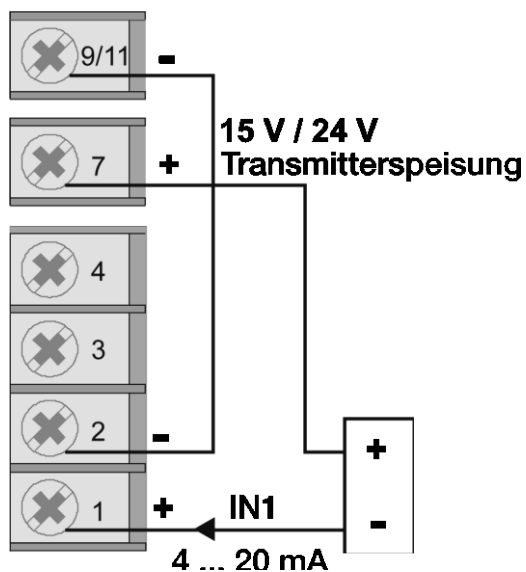 9/11 -
15 V / 24 V
7 + Transmitterspeisung
4
3
2 -
+
1 + IN1 -
4 ... 20 mA